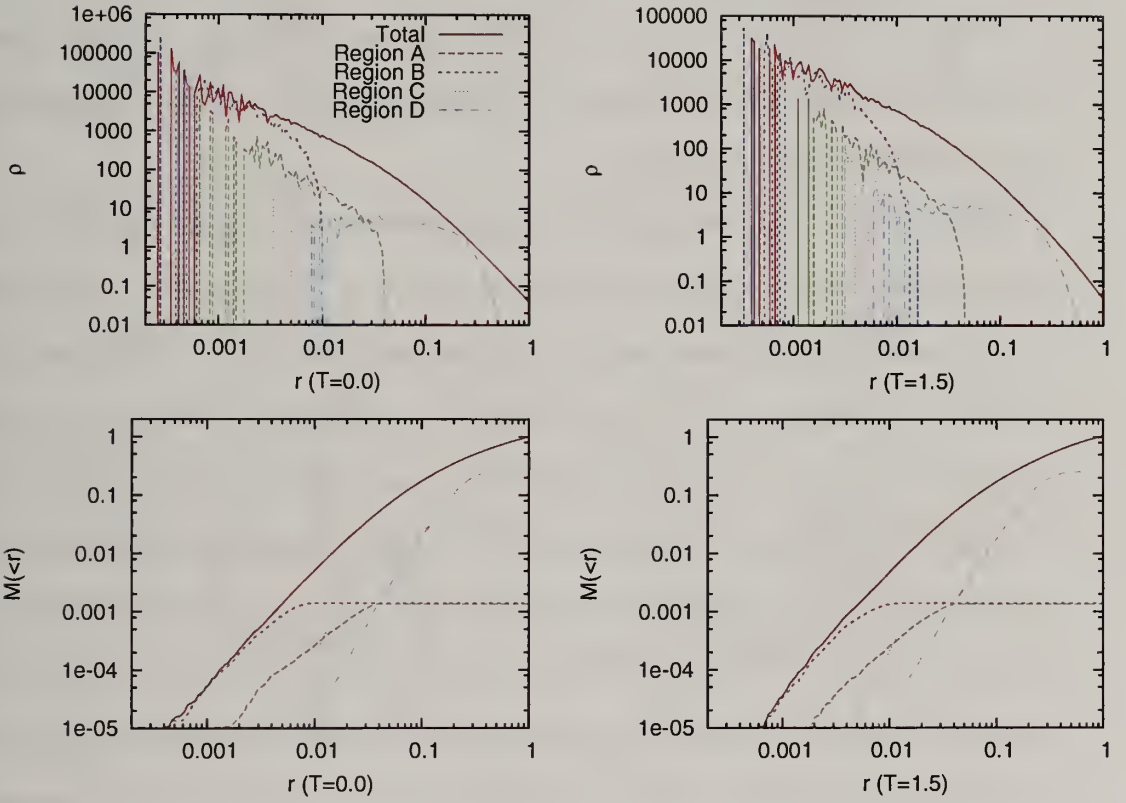 1e+06
100000
10000
1000
100
10
1
0.1
0.01
ρ
Total
Region A
Region B
Region C
Region D
0.001
0.01
0.1
1
r (T=0.0)
100000
10000
1000
100
10
1
0.1
0.01
ρ
0.001
0.01
0.1
1
r (T=1.5)
1
0.1
0.01
0.001
1e-04
1e-05
M(<r)
0.001
0.01
0.1
1
r (T=0.0)
1
0.1
0.01
0.001
1e-04
1e-05
M(<r)
0.001
0.01
0.1
1
r (T=1.5)